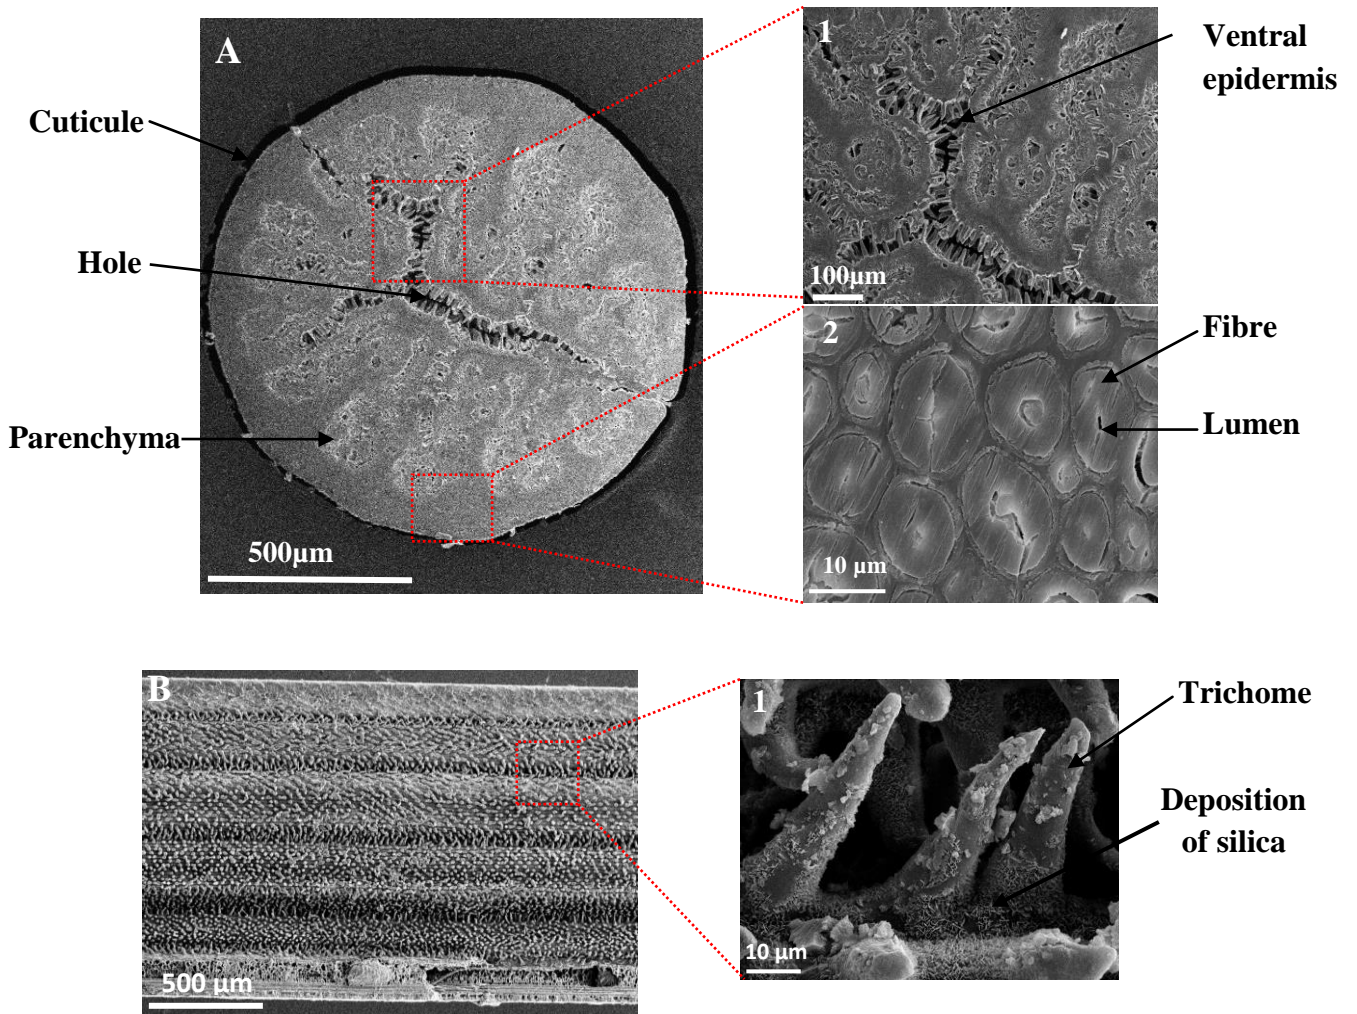 A
Cuticule
Hole
Parenchyma
500µm
1
Ventral
epidermis
100µm
2
Fibre
Lumen
10 µm
B
500 µm
1
Trichome
Deposition
of silica
10 µm